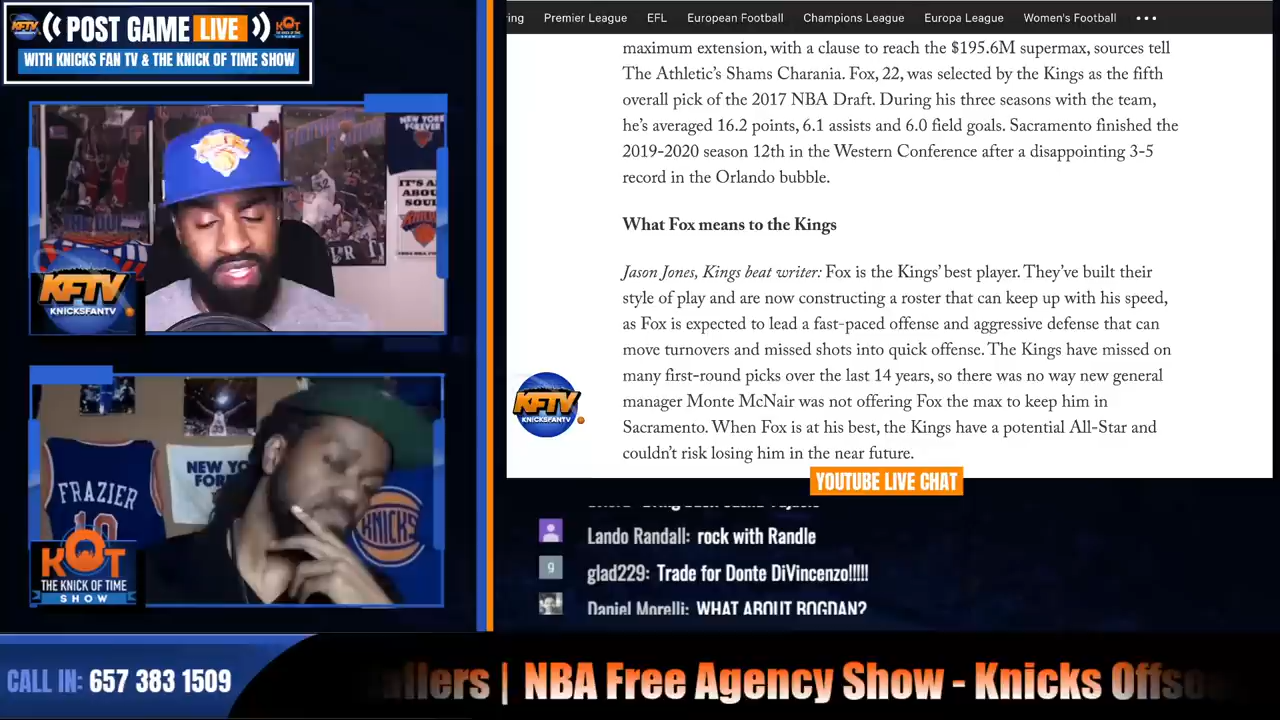 POST GAME LIVE
WITH KNICKS FAN TV & THE KNICK OF TIME SHOW
KFTV
KNICKSFANTV
NEW YORK
FOREVER
IT'S
SOUL
KNICKS
FRAZIER
10
NEW
KNICKS
KOT
THE KNICK OF TIME
SHOW
Premier League EFL European Football Champions League Europa League Women's Football
maximum extension, with a clause to reach the $195.6M supermax, sources tell
The Athletic's Shams Charania. Fox, 22, was selected by the Kings as the fifth
overall pick of the 2017 NBA Draft. During his three seasons with the team,
he's averaged 16.2 points, 6.1 assists and 6.0 field goals. Sacramento finished the
2019-2020 season 12th in the Western Conference after a disappointing 3-5
record in the Orlando bubble.
What Fox means to the Kings
Jason Jones, Kings beat writer: Fox is the Kings' best player. They've built their
style of play and are now constructing a roster that can keep up with his speed,
as Fox is expected to lead a fast-paced offense and aggressive defense that can
move turnovers and missed shots into quick offense. The Kings have missed on
many first-round picks over the last 14 years, so there was no way new general
manager Monte McNair was not offering Fox the max to keep him in
Sacramento. When Fox is at his best, the Kings have a potential All-Star and
couldn't risk losing him in the near future.
KFTV
KNICKSFANTV
YOUTUBE LIVE CHAT
Lando Randall: rock with Randle
g glad229: Trade for Donte DiVincenzo!!!!!
Daniel Morelli: WHAT ABOUT BOGDAN?
CALL IN: 657 383 1509
| NBA Free Agency Show - Knicks